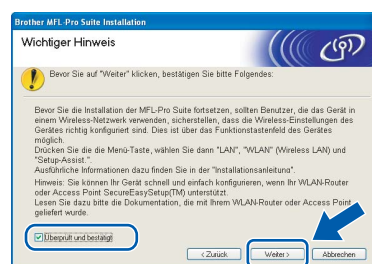 Brother MFL-Pro Suite Installation
Wichtiger Hinweis
Bevor Sie auf "Weiter" klicken, bestätigen Sie bitte Folgendes:
Bevor Sie die Installation der MFL-Pro Suite fortsetzen, sollten Benutzer, die das Gerät in
einem Wireless-Netzwerk verwenden, sicherstellen, dass die Wireless-Einstellungen des
Gerätes richtig konfiguriert sind. Dies ist über das Funktionstastenfeld des Gerätes
möglich.
Drücken Sie die die Menü-Taste, wählen Sie dann "LAN", "WLAN" (Wireless LAN) und
"Setup-Assist.".
Ausführliche Informationen dazu finden Sie in der "Installationsanleitung".
Hinweis: Sie können Ihr Gerät schnell und einfach konfigurieren, wenn Ihr WLAN-Router
oder Access Point SecureEasySetup(TM) unterstützt.
Lesen Sie dazu bitte die Dokumentation, die mit Ihrem WLAN-Router oder Access Point
geliefert wurde.
Überprüft und bestätigt
< Zurück Weiter > Abbrechen